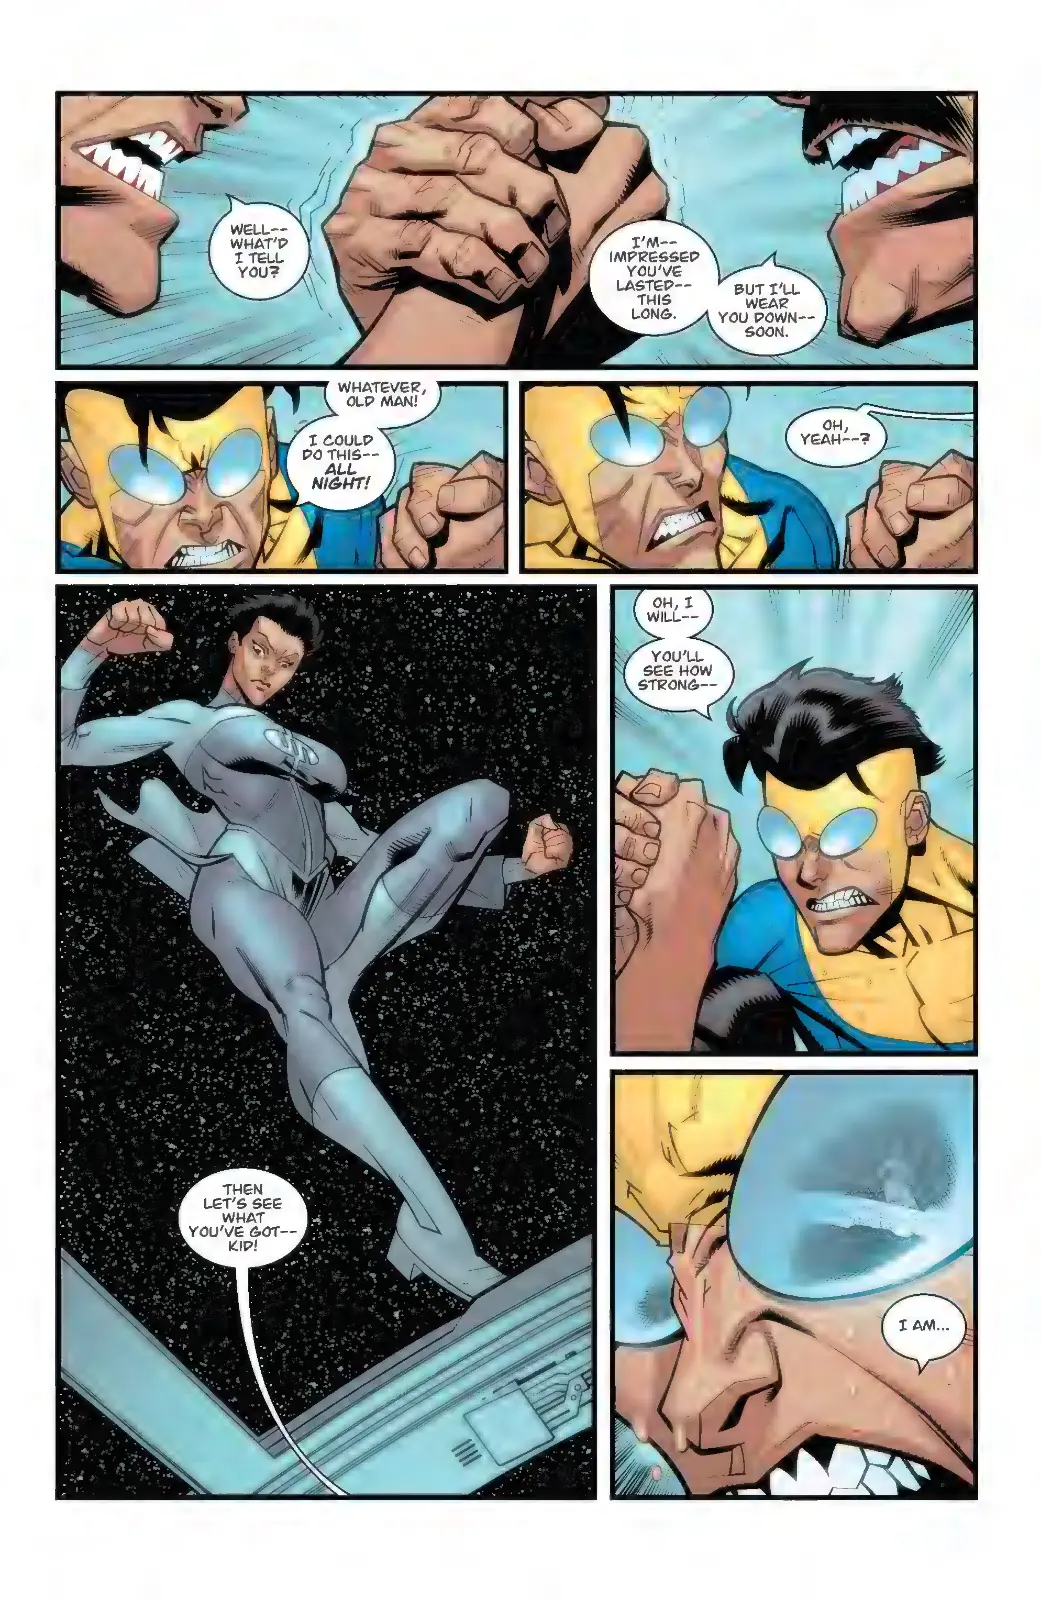 WELL--
WHAT'D
I TELL
YOU?
I'M--
IMPRESSED
YOU'VE
LASTED--
THIS
LONG.
BUT I'LL
WEAR
YOU DOWN--
SOON.
WHATEVER,
OLD MAN!
I COULD
DO THIS--
ALL
NIGHT!
OH,
YEAH--?
THEN
LET'S SEE
WHAT
YOU'VE GOT--
KID!
OH, I
WILL--
YOU'LL
SEE HOW
STRONG--
I AM...